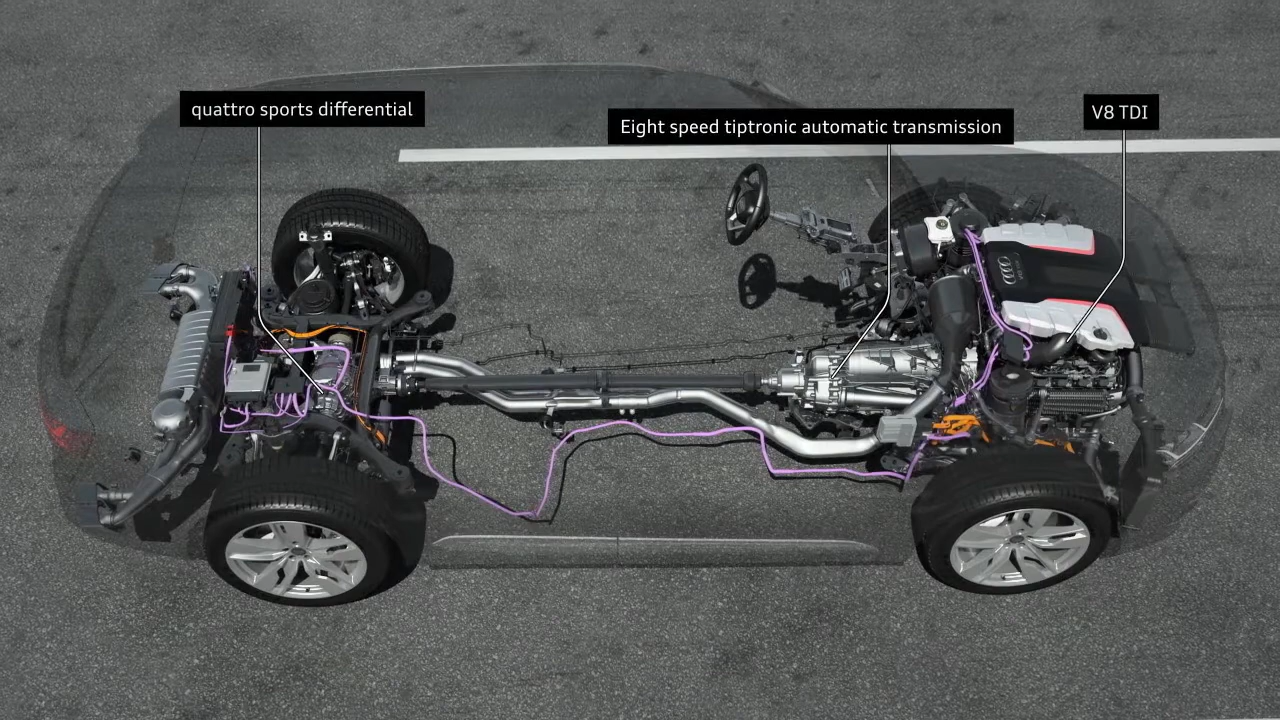 quattro sports differential
Eight speed tiptronic automatic transmission
V8 TDI